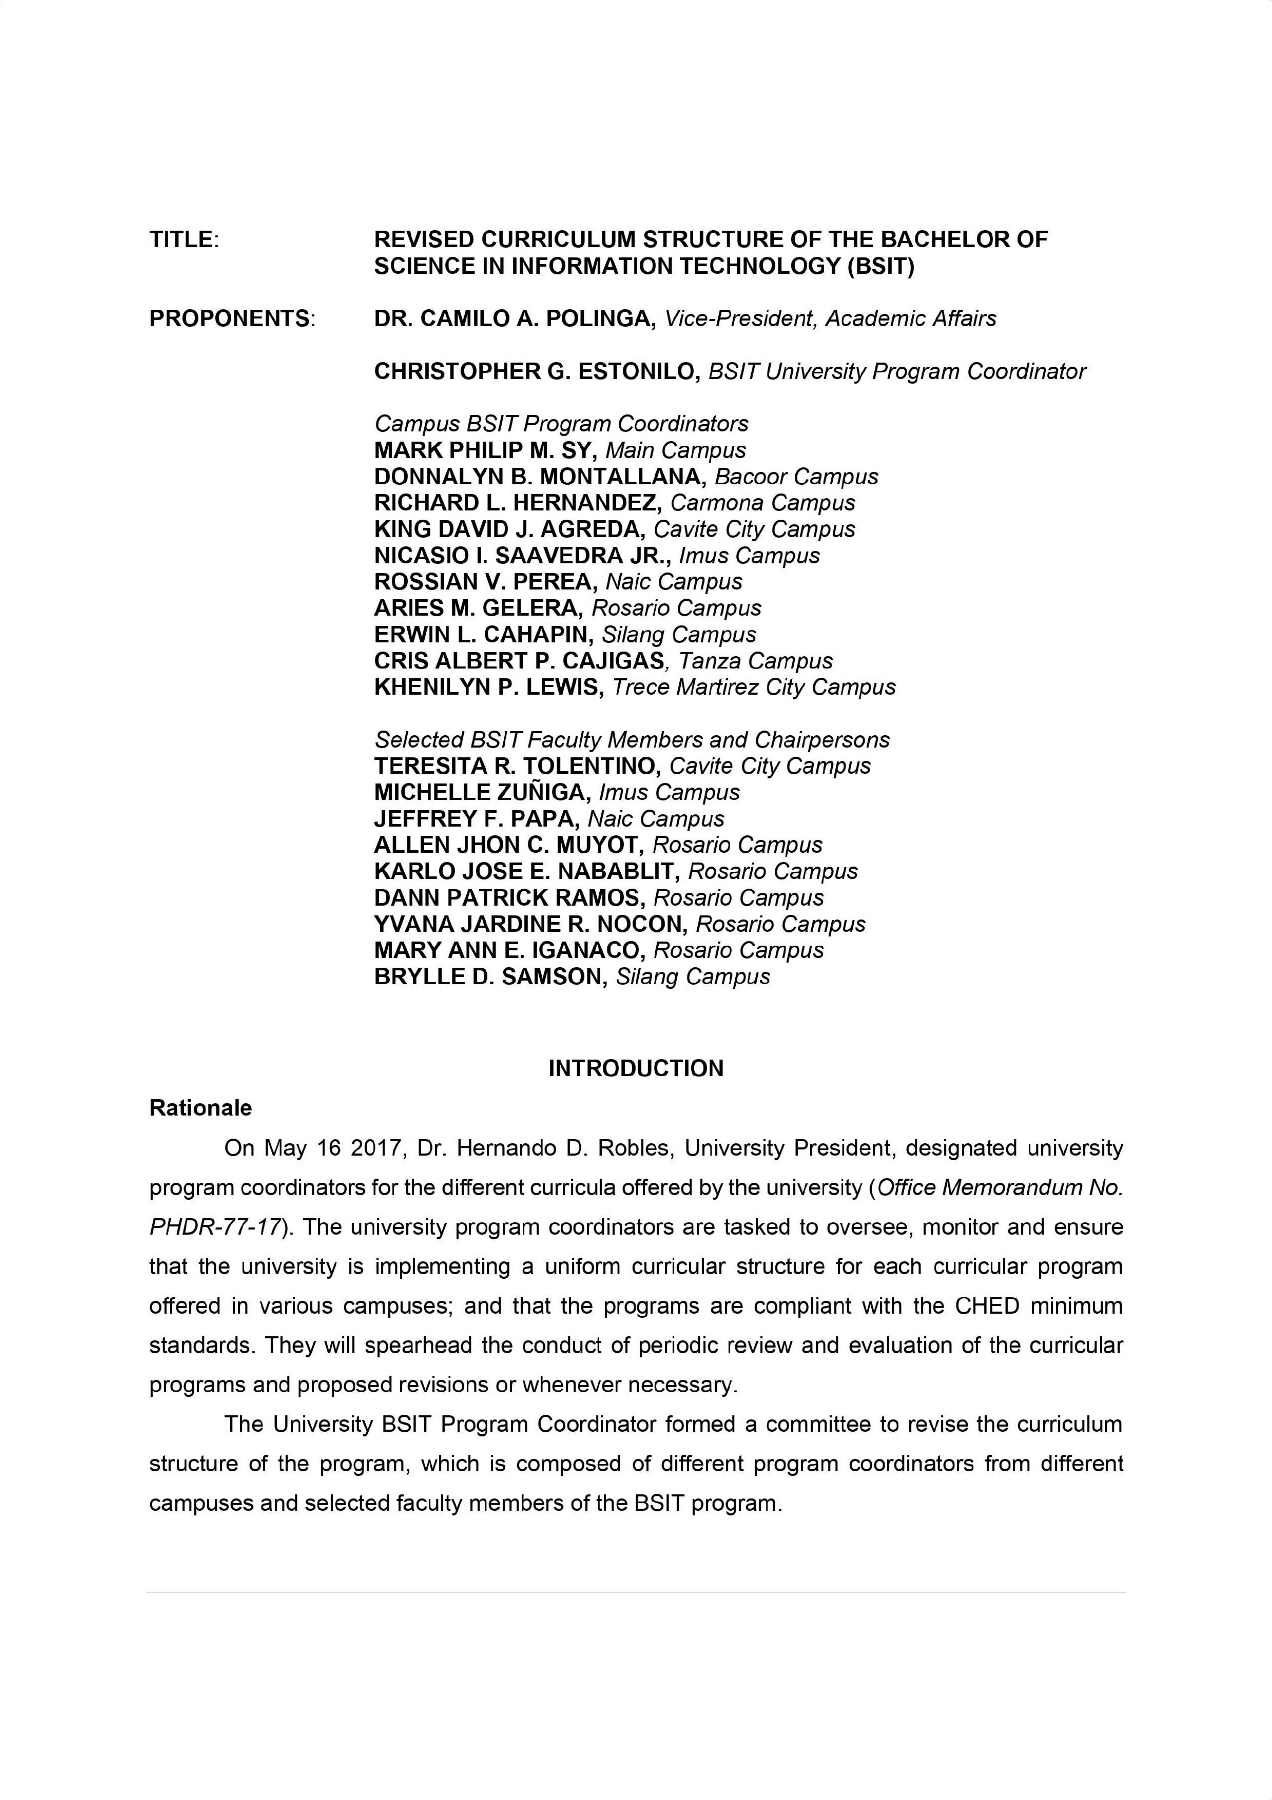 TITLE: REVISED CURRICULUM STRUCTURE OF THE BACHELOR OF
SCIENCE IN INFORMATION TECHNOLOGY (BSIT)
PROPONENTS: DR. CAMILO A. POLINGA, Vice-President, Academic Affairs
CHRISTOPHER G. ESTONILO, BSIT University Program Coordinator
Campus BSIT Program Coordinators
MARK PHILIP M. SY, Main Campus
DONNALYN B. MONTALLANA, Bacoor Campus
RICHARD L. HERNANDEZ, Carmona Campus
KING DAVID J. AGREDA, Cavite City Campus
NICASIO I. SAAVEDRA JR., Imus Campus
ROSSIAN V. PEREA, Naic Campus
ARIES M. GELERA, Rosario Campus
ERWIN L. CAHAPIN, Silang Campus
CRIS ALBERT P. CAJIGAS, Tanza Campus
KHENILYN P. LEWIS, Trece Martirez City Campus
Selected BSIT Faculty Members and Chairpersons
TERESITA R. TOLENTINO, Cavite City Campus
MICHELLE ZUÑIGA, Imus Campus
JEFFREY F. PAPA, Naic Campus
ALLEN JHON C. MUYOT, Rosario Campus
KARLO JOSE E. NABABLIT, Rosario Campus
DANN PATRICK RAMOS, Rosario Campus
YVANA JARDINE R. NOCON, Rosario Campus
MARY ANN E. IGANACO, Rosario Campus
BRYLLE D. SAMSON, Silang Campus
INTRODUCTION
Rationale
On May 16 2017, Dr. Hernando D. Robles, University President, designated university
program coordinators for the different curricula offered by the university (Office Memorandum No.
PHDR-77-17). The university program coordinators are tasked to oversee, monitor and ensure
that the university is implementing a uniform curricular structure for each curricular program
offered in various campuses; and that the programs are compliant with the CHED minimum
standards. They will spearhead the conduct of periodic review and evaluation of the curricular
programs and proposed revisions or whenever necessary.
The University BSIT Program Coordinator formed a committee to revise the curriculum
structure of the program, which is composed of different program coordinators from different
campuses and selected faculty members of the BSIT program.